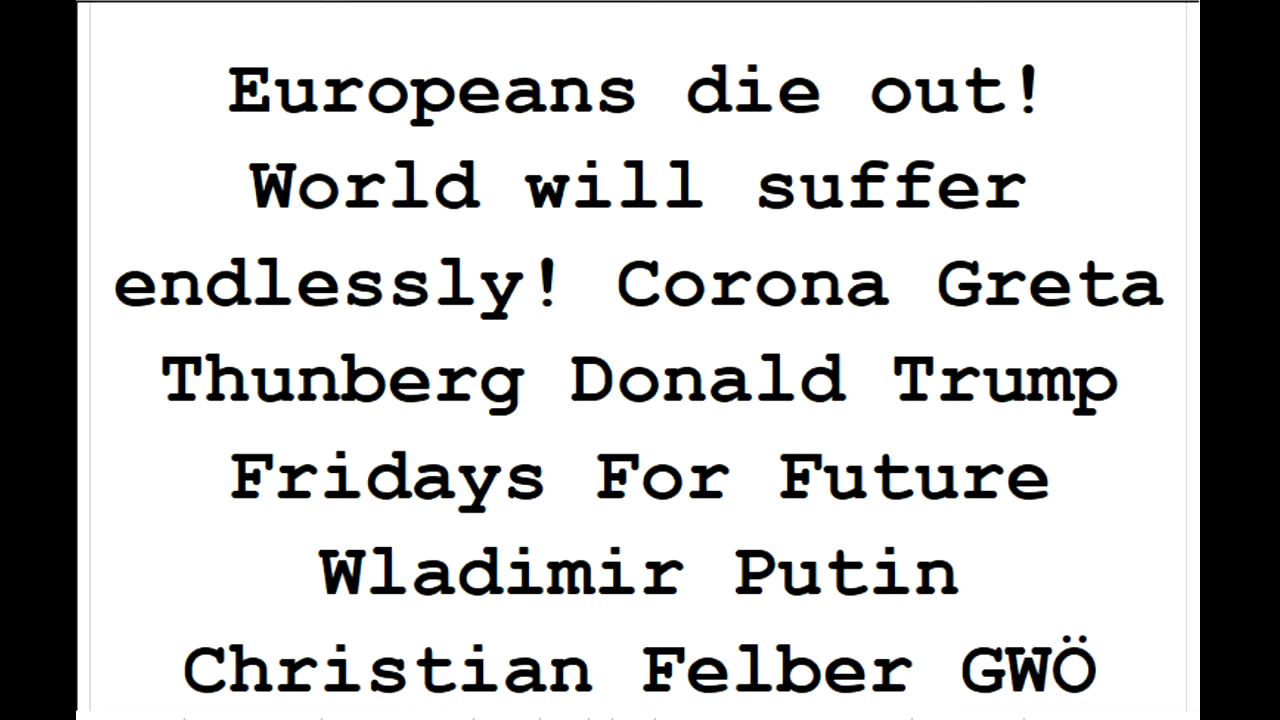 Europeans die out!
World will suffer
endlessly! Corona Greta
Thunberg Donald Trump
Fridays For Future
Wladimir Putin
Christian Felber GWÖ